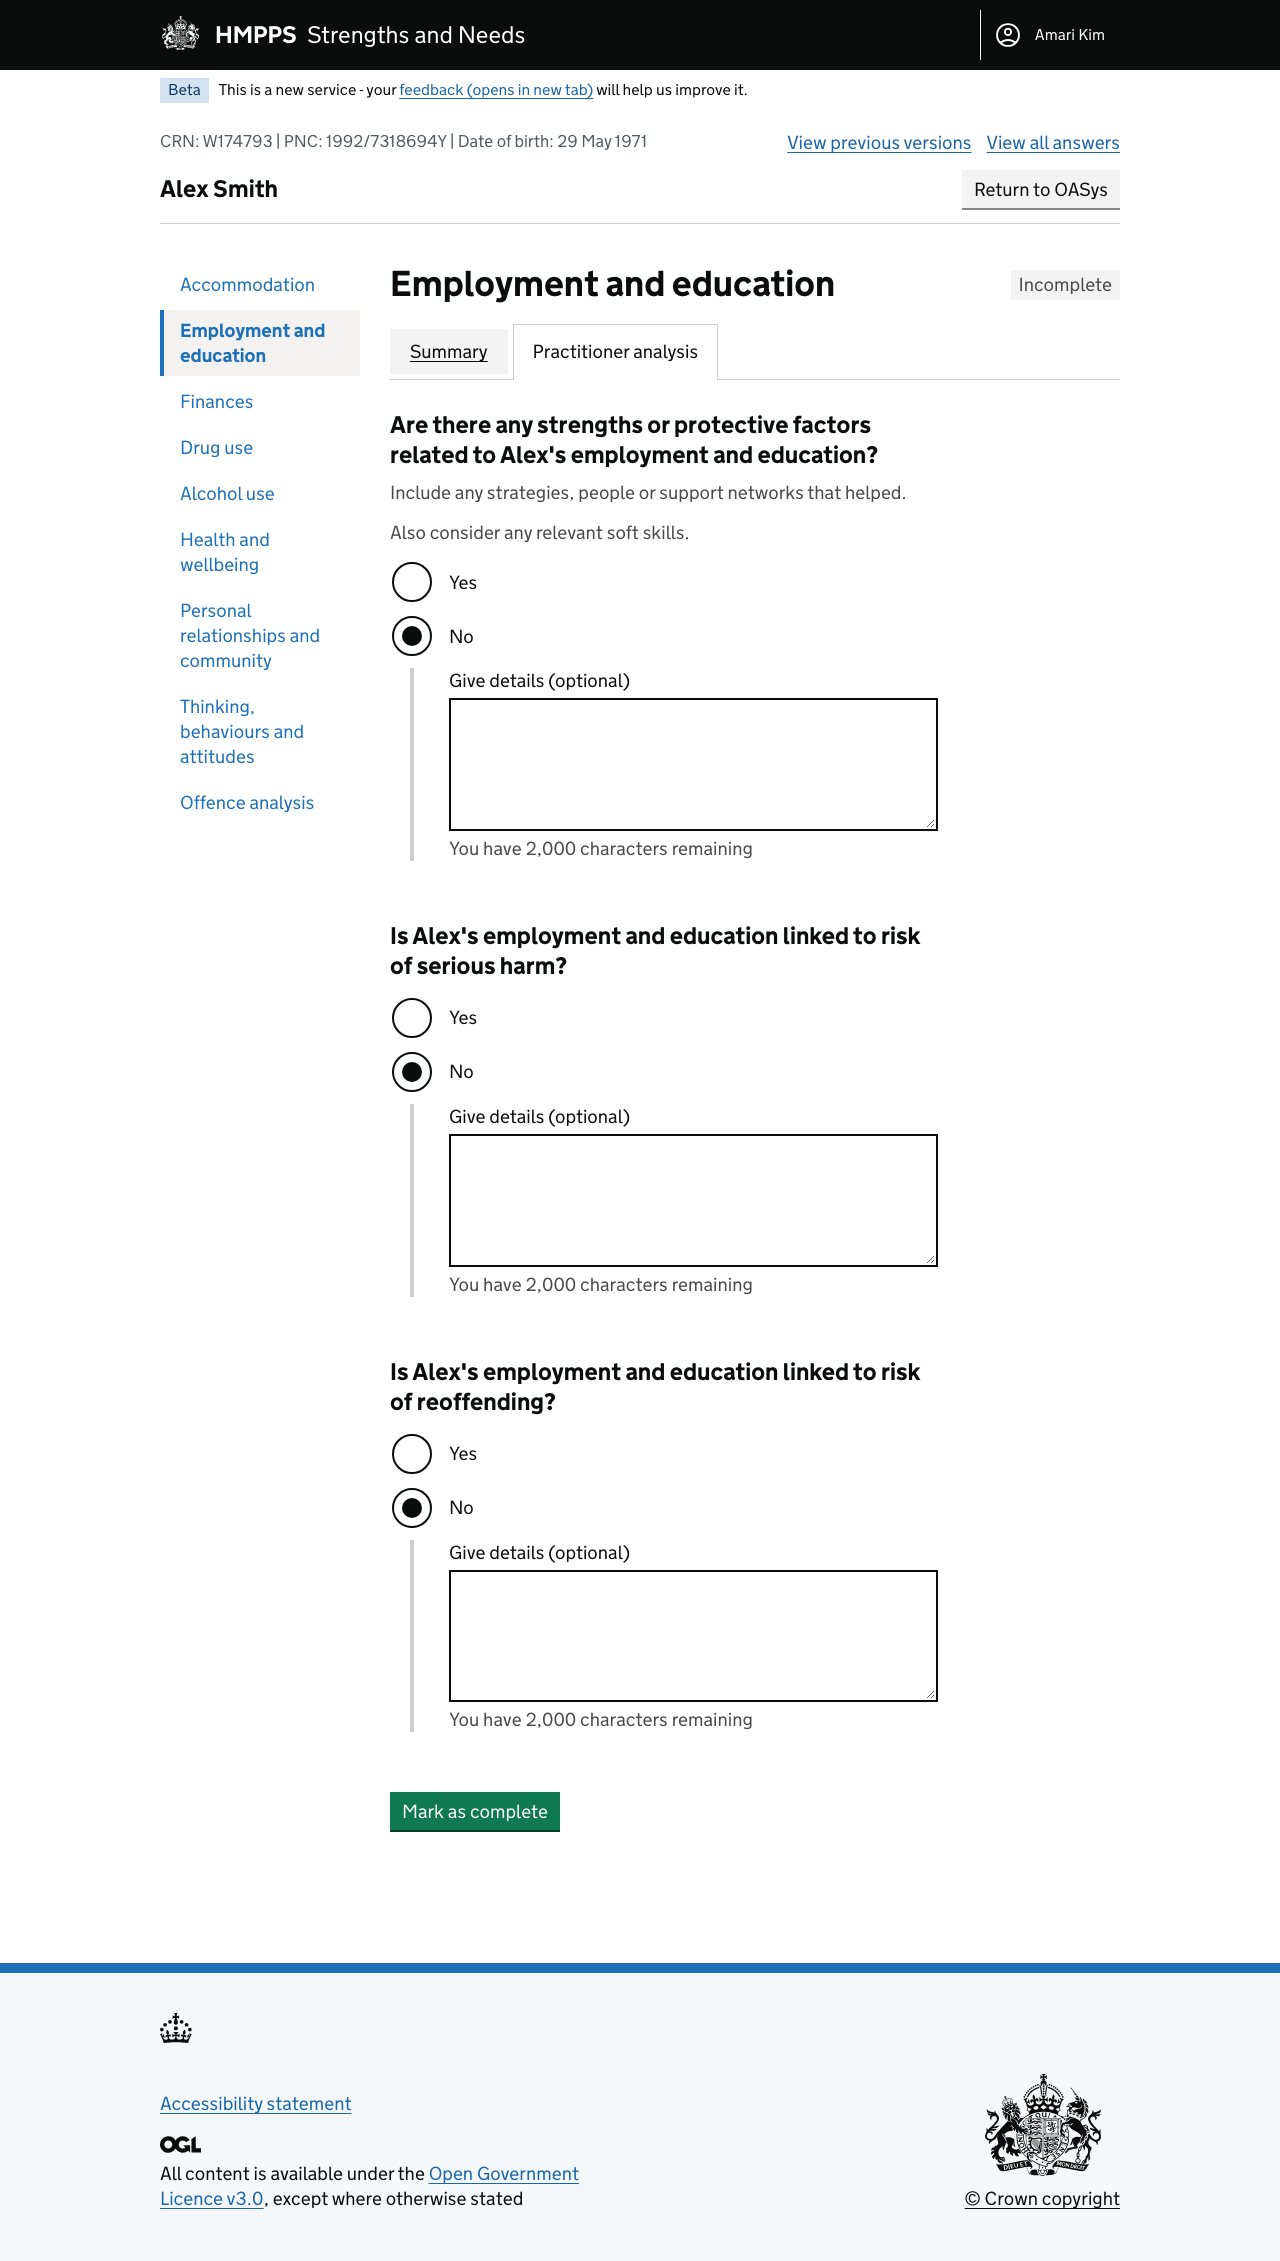 HMPPS Strengths and Needs
Amari Kim
Beta This is a new service - your feedback (opens in new tab) will help us improve it.
CRN: W174793 | PNC: 1992/7318694Y | Date of birth: 29 May 1971
View previous versions View all answers
Alex Smith
Return to OASys
Accommodation
Employment and
education
Finances
Drug use
Alcohol use
Health and
wellbeing
Personal
relationships and
community
Thinking,
behaviours and
attitudes
Offence analysis
Employment and education
Incomplete
Summary Practitioner analysis
Are there any strengths or protective factors
related to Alex's employment and education?
Include any strategies, people or support networks that helped.
Also consider any relevant soft skills.
Yes
No
Give details (optional)
You have 2,000 characters remaining
Is Alex's employment and education linked to risk
of serious harm?
Yes
No
Give details (optional)
You have 2,000 characters remaining
Is Alex's employment and education linked to risk
of reoffending?
Yes
No
Give details (optional)
You have 2,000 characters remaining
Mark as complete
Accessibility statement
OGL
All content is available under the Open Government
Licence v3.0, except where otherwise stated
© Crown copyright